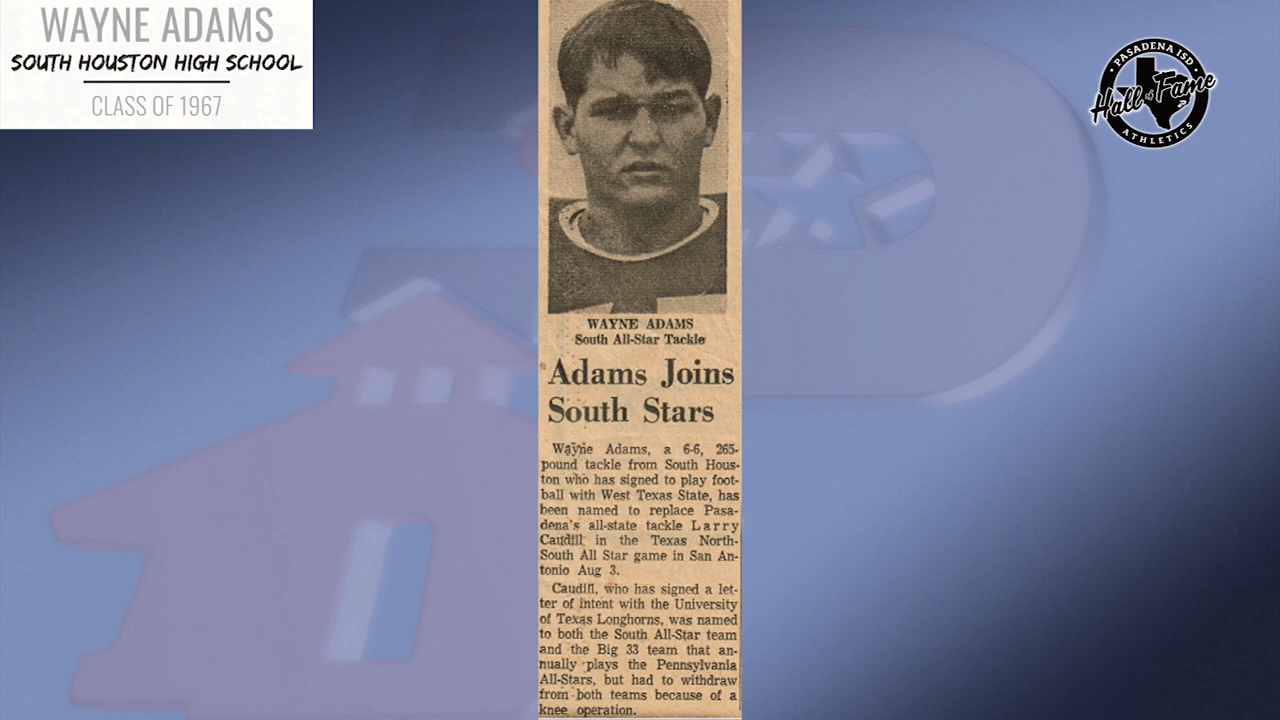 WAYNE ADAMS
SOUTH HOUSTON HIGH SCHOOL
CLASS OF 1967
PASADENA ISD
Hall of Fame
ATHLETICS
WAYNE ADAMS
South All-Star Tackle
Adams Joins
South Stars
Wayne Adams, a 6-6, 265-
pound tackle from South Hous-
ton who has signed to play foot-
ball with West Texas State, has
been named to replace Pasa-
dena's all-state tackle Larry
Caudill in the Texas North-
South All Star game in San An-
tonio Aug 3.
Caudill, who has signed a let-
ter of intent with the University
of Texas Longhorns, was named
to both the South All-Star team
and the Big 33 team that an-
nually plays the Pennsylvania
All-Stars, but had to withdraw
from both teams because of a
knee operation.